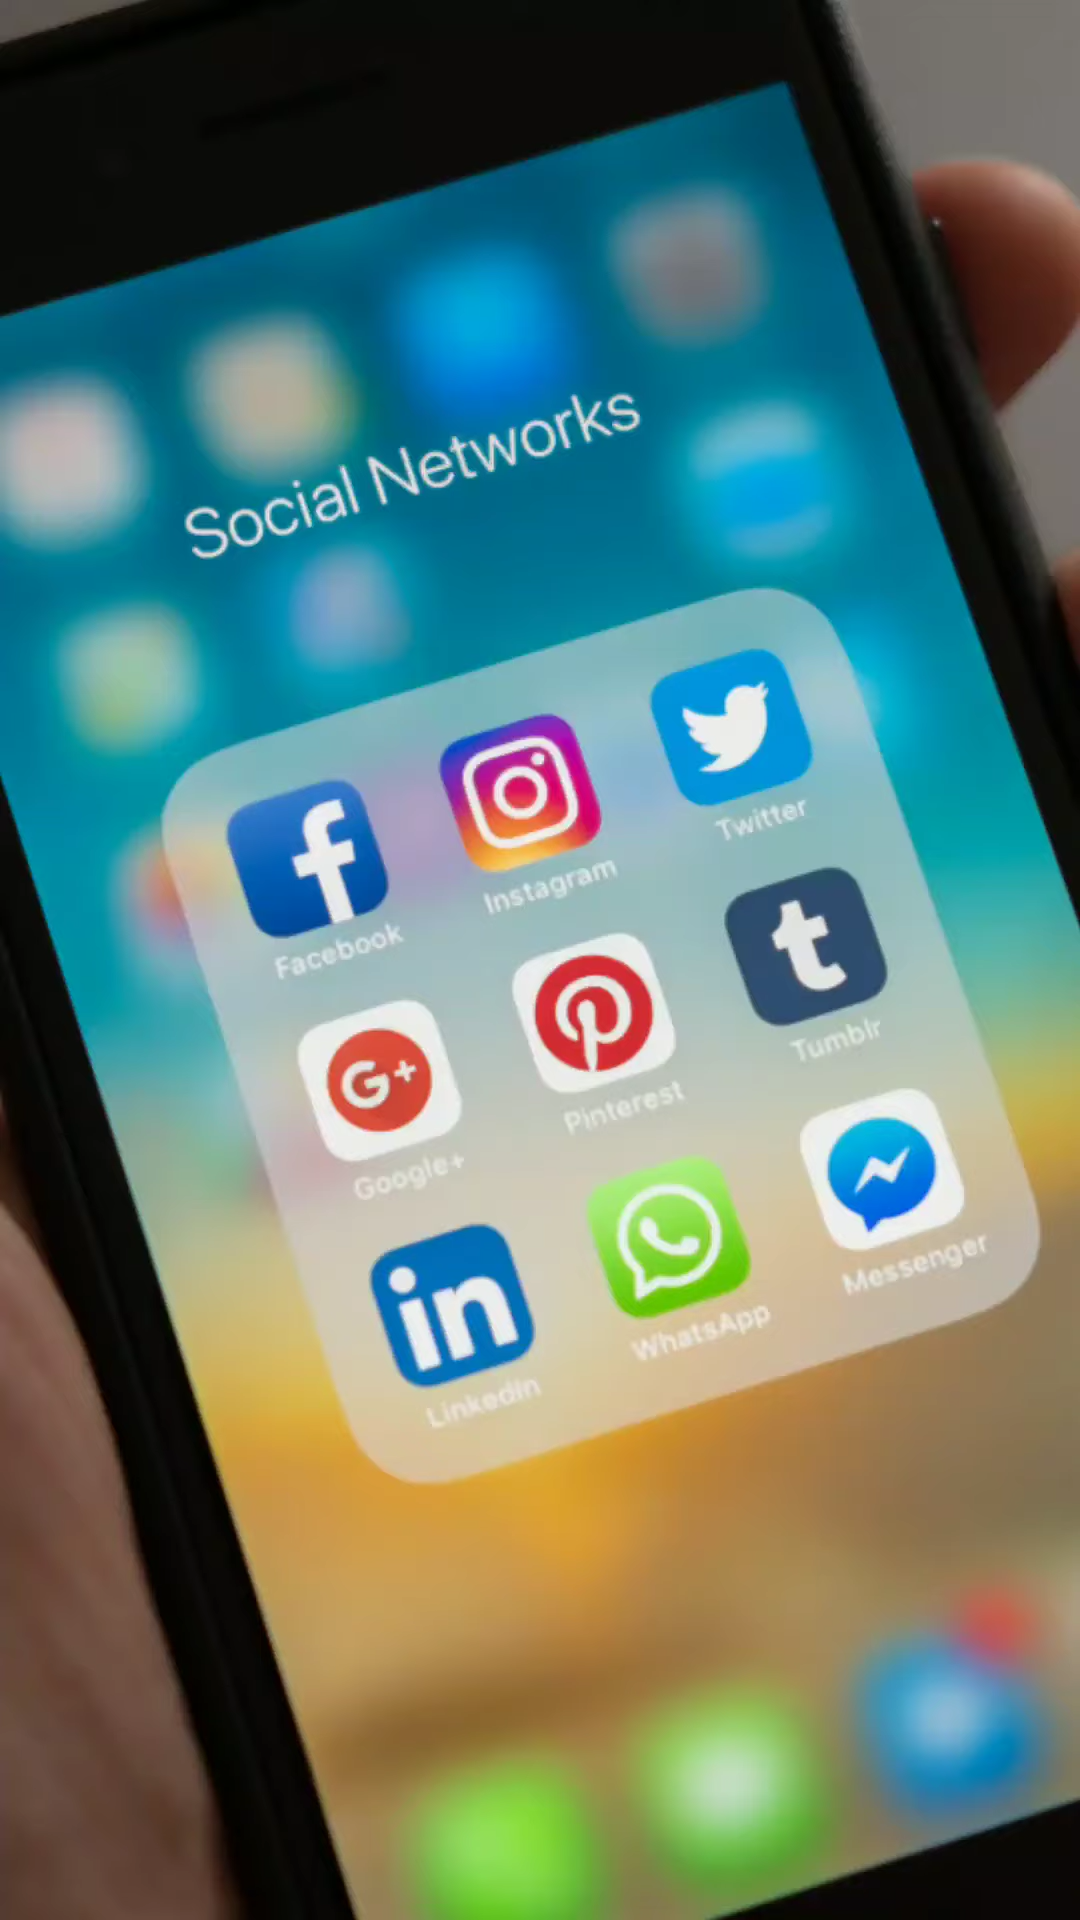 Social Networks
Facebook
Instagram
Twitter
Google+
Pinterest
Tumblr
LinkedIn
WhatsApp
Messenger